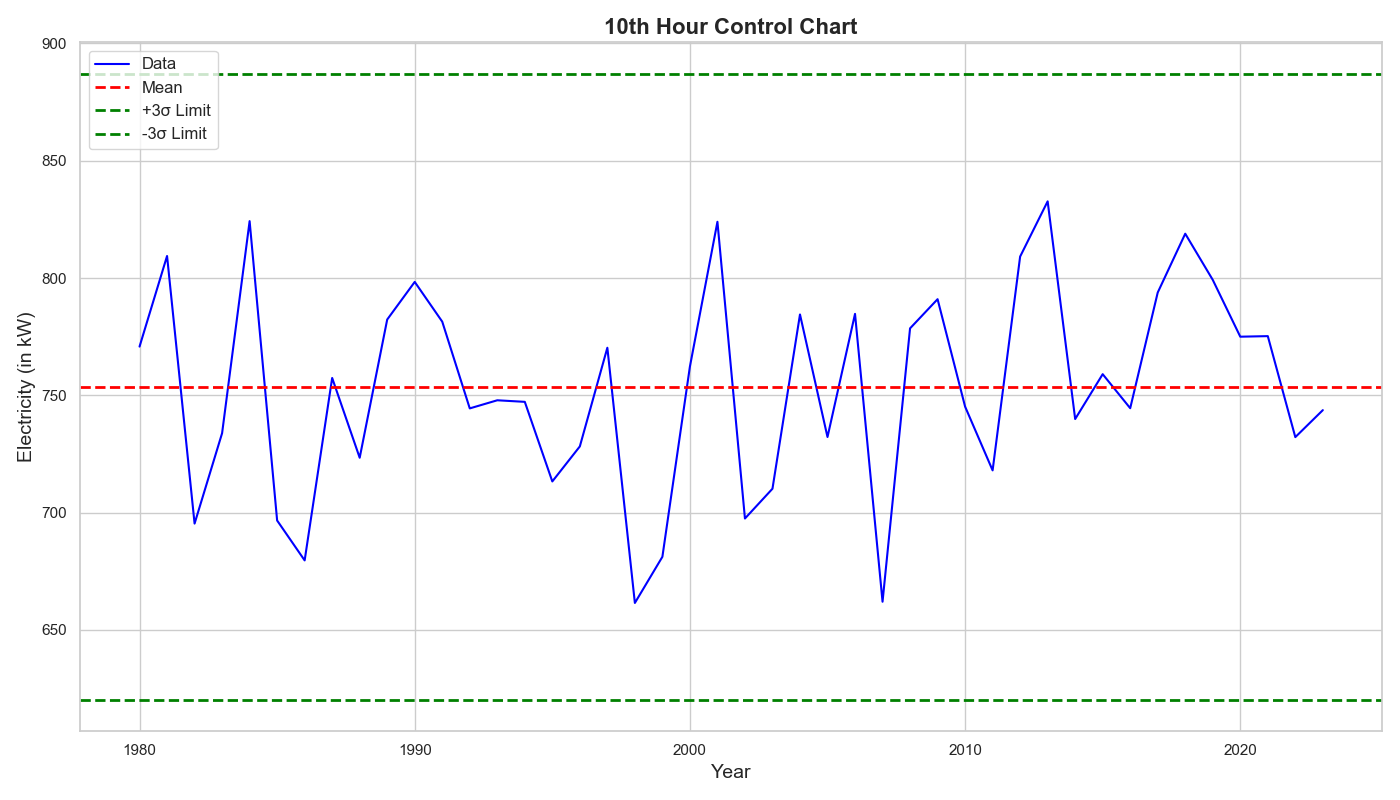 10th Hour Control Chart
900
850
800
750
700
650
Electricity (in kW)
Data
Mean
+3σ Limit
-3σ Limit
1980
1990
2000
2010
2020
Year